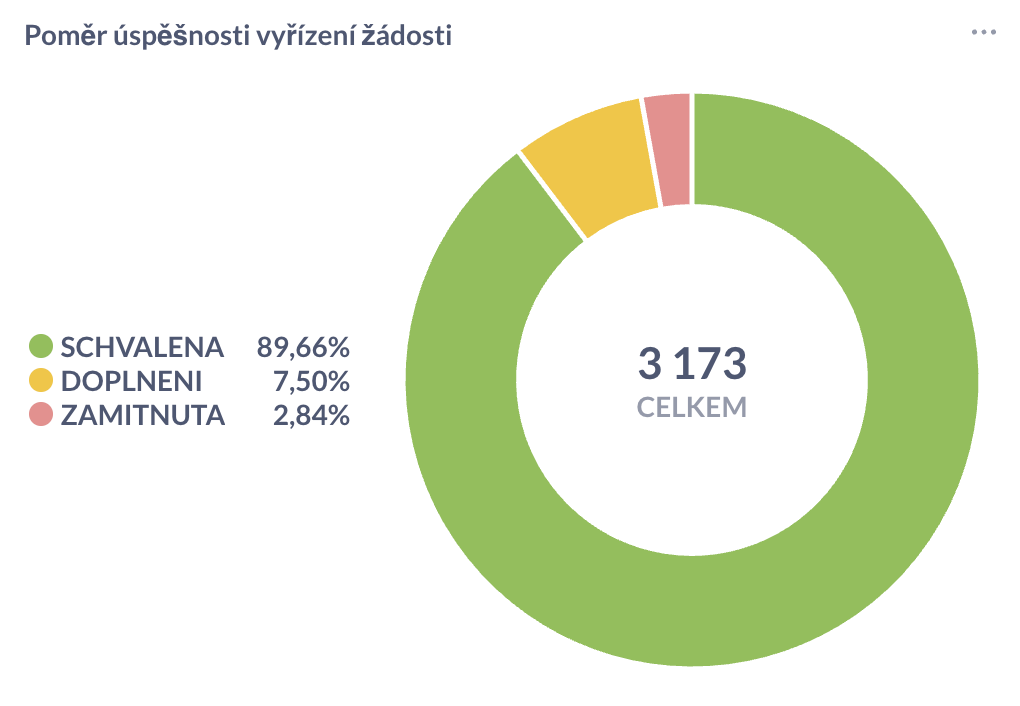 Poměr úspěšnosti vyřízení žádosti
SCHVALENA 89,66%
DOPLNENI 7,50%
ZAMITNUTA 2,84%
3 173
CELKEM